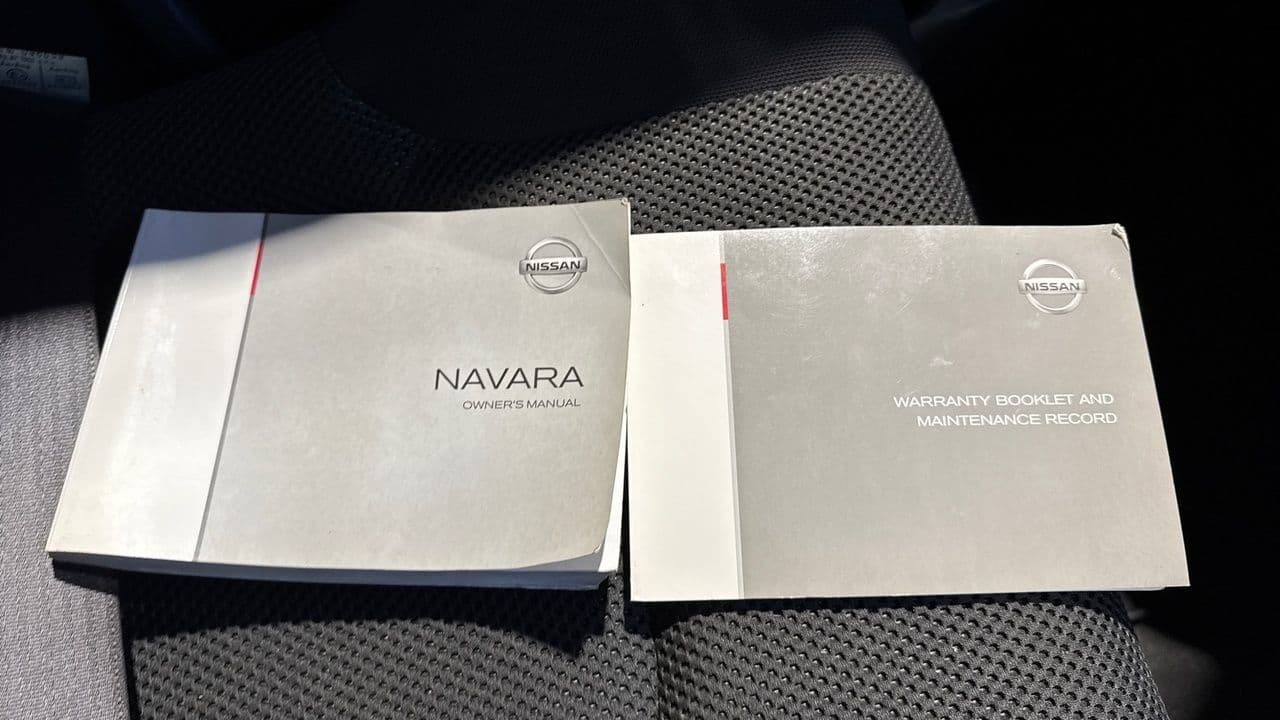 NISSAN
NAVARA
OWNER'S MANUAL
NISSAN
WARRANTY BOOKLET AND
MAINTENANCE RECORD